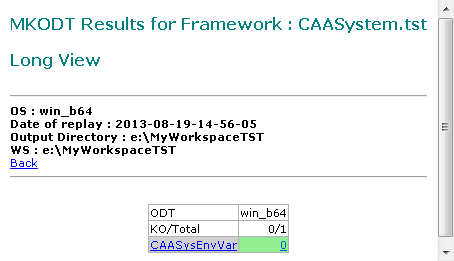 MKODT Results for Framework : CAASystem.tst
Long View
OS : win_b64
Date of replay : 2013-08-19-14-56-05
Output Directory : e:\MyWorkspaceTST
WS : e:\MyWorkspaceTST
Back
ODT win_b64
KO/Total 0/1
CAASysEnvVar 0